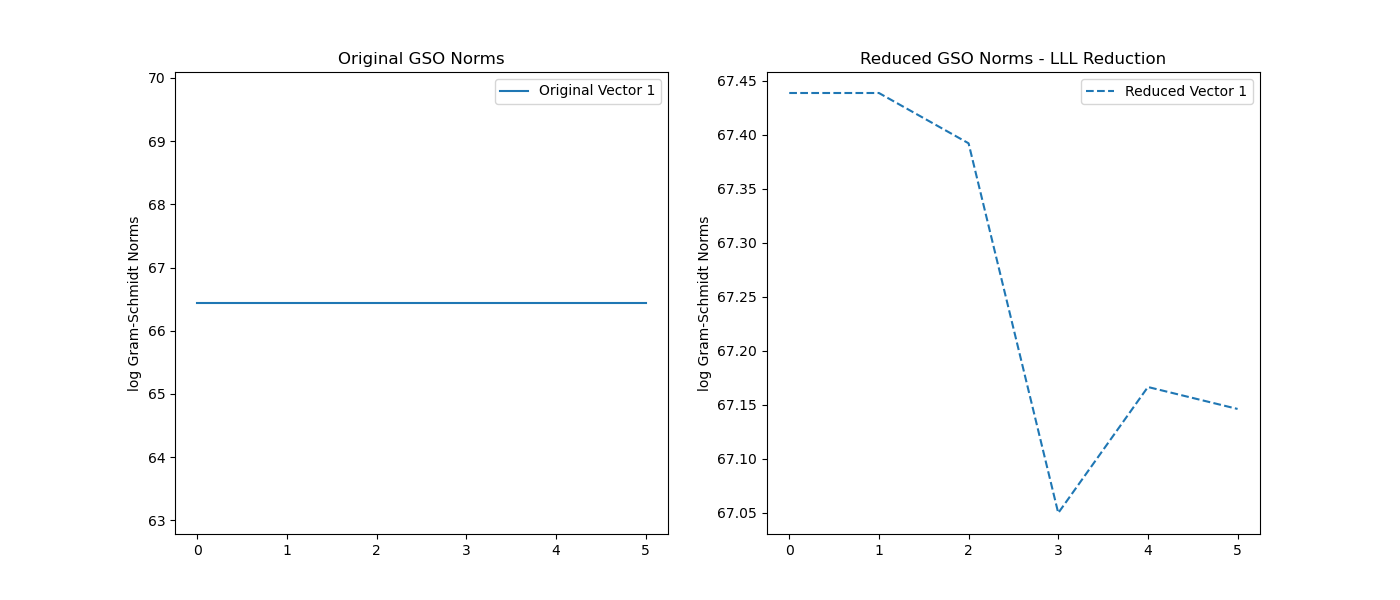 Original GSO Norms
Original Vector 1
log Gram-Schmidt Norms
70
69
68
67
66
65
64
63
0 1 2 3 4 5
Reduced GSO Norms - LLL Reduction
Reduced Vector 1
log Gram-Schmidt Norms
67.45
67.40
67.35
67.30
67.25
67.20
67.15
67.10
67.05
0 1 2 3 4 5